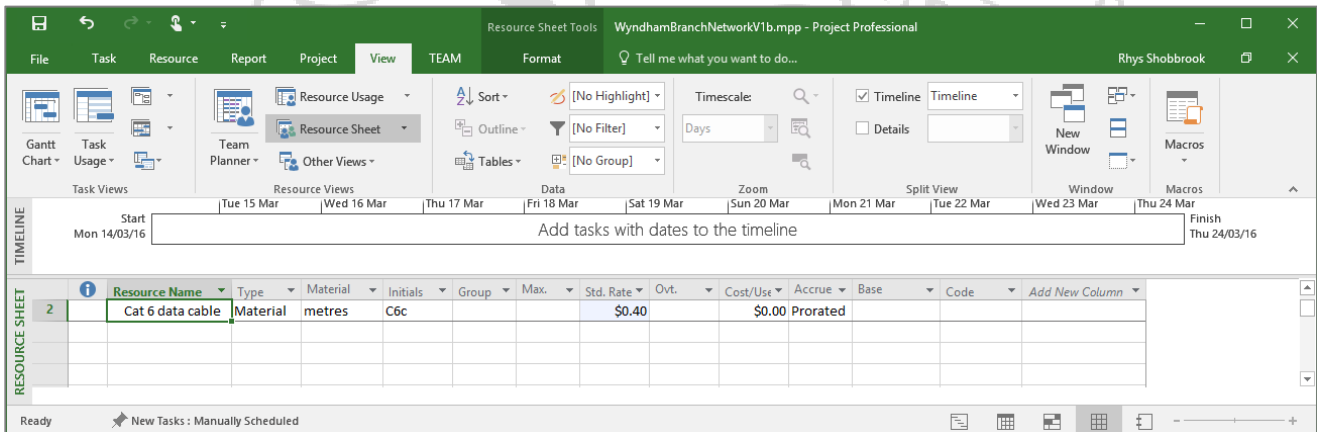 Resource Sheet Tools WyndhamBranchNetworkV1b.mpp - Project Professional
File Task Resource Report Project View TEAM Format Tell me what you want to do... Rhys Shobbrook
Resource Usage Sort [No Highlight] Timescale: Timeline Timeline
Resource Sheet Outline [No Filter] Days Details
Gantt Chart Task Usage Team Planner Other Views Tables [No Group] New Window Macros
Task Views Resource Views Data Zoom Split View Window Macros
Tue 15 Mar Wed 16 Mar Thu 17 Mar Fri 18 Mar Sat 19 Mar Sun 20 Mar Mon 21 Mar Tue 22 Mar Wed 23 Mar Thu 24 Mar
TIMELINE
Start
Mon 14/03/16
Add tasks with dates to the timeline
Finish
Thu 24/03/16
RESOURCE SHEET
Resource Name Type Material Initials Group Max. Std. Rate Ovt. Cost/Use Accrue Base Code Add New Column
2 Cat 6 data cable Material metres C6c $0.40 $0.00 Prorated
Ready New Tasks : Manually Scheduled